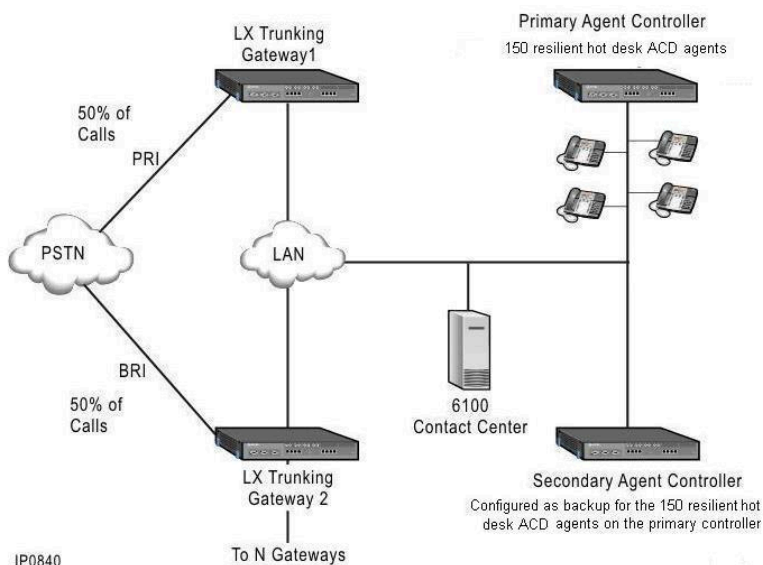 LX Trunking
Gateway1
Primary Agent Controller
150 resilient hot desk ACD agents
50% of
Calls
PRI
PSTN
LAN
BRI
50% of
Calls
6100
Contact Center
LX Trunking
Gateway 2
Secondary Agent Controller
Configured as backup for the 150 resilient hot
desk ACD agents on the primary controller
To N Gateways
IP0840